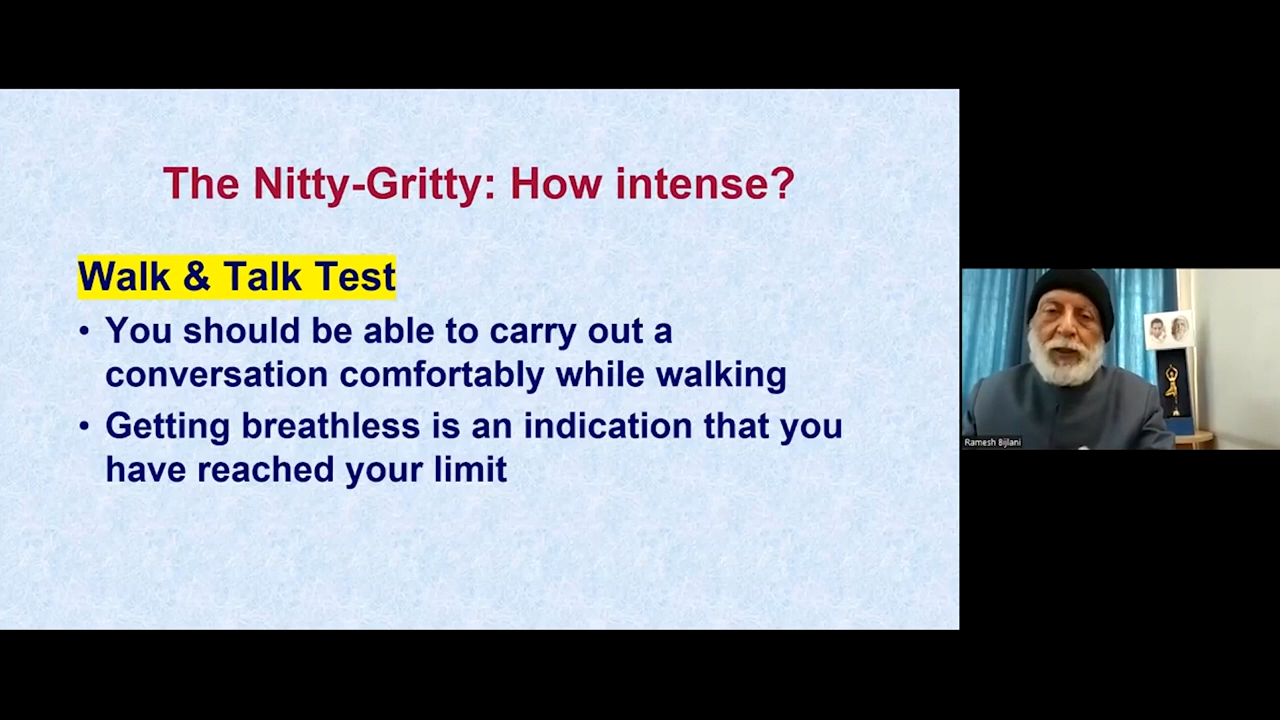 The Nitty-Gritty: How intense?
Walk & Talk Test
• You should be able to carry out a
conversation comfortably while walking
• Getting breathless is an indication that you
have reached your limit
Ramesh Bijlani